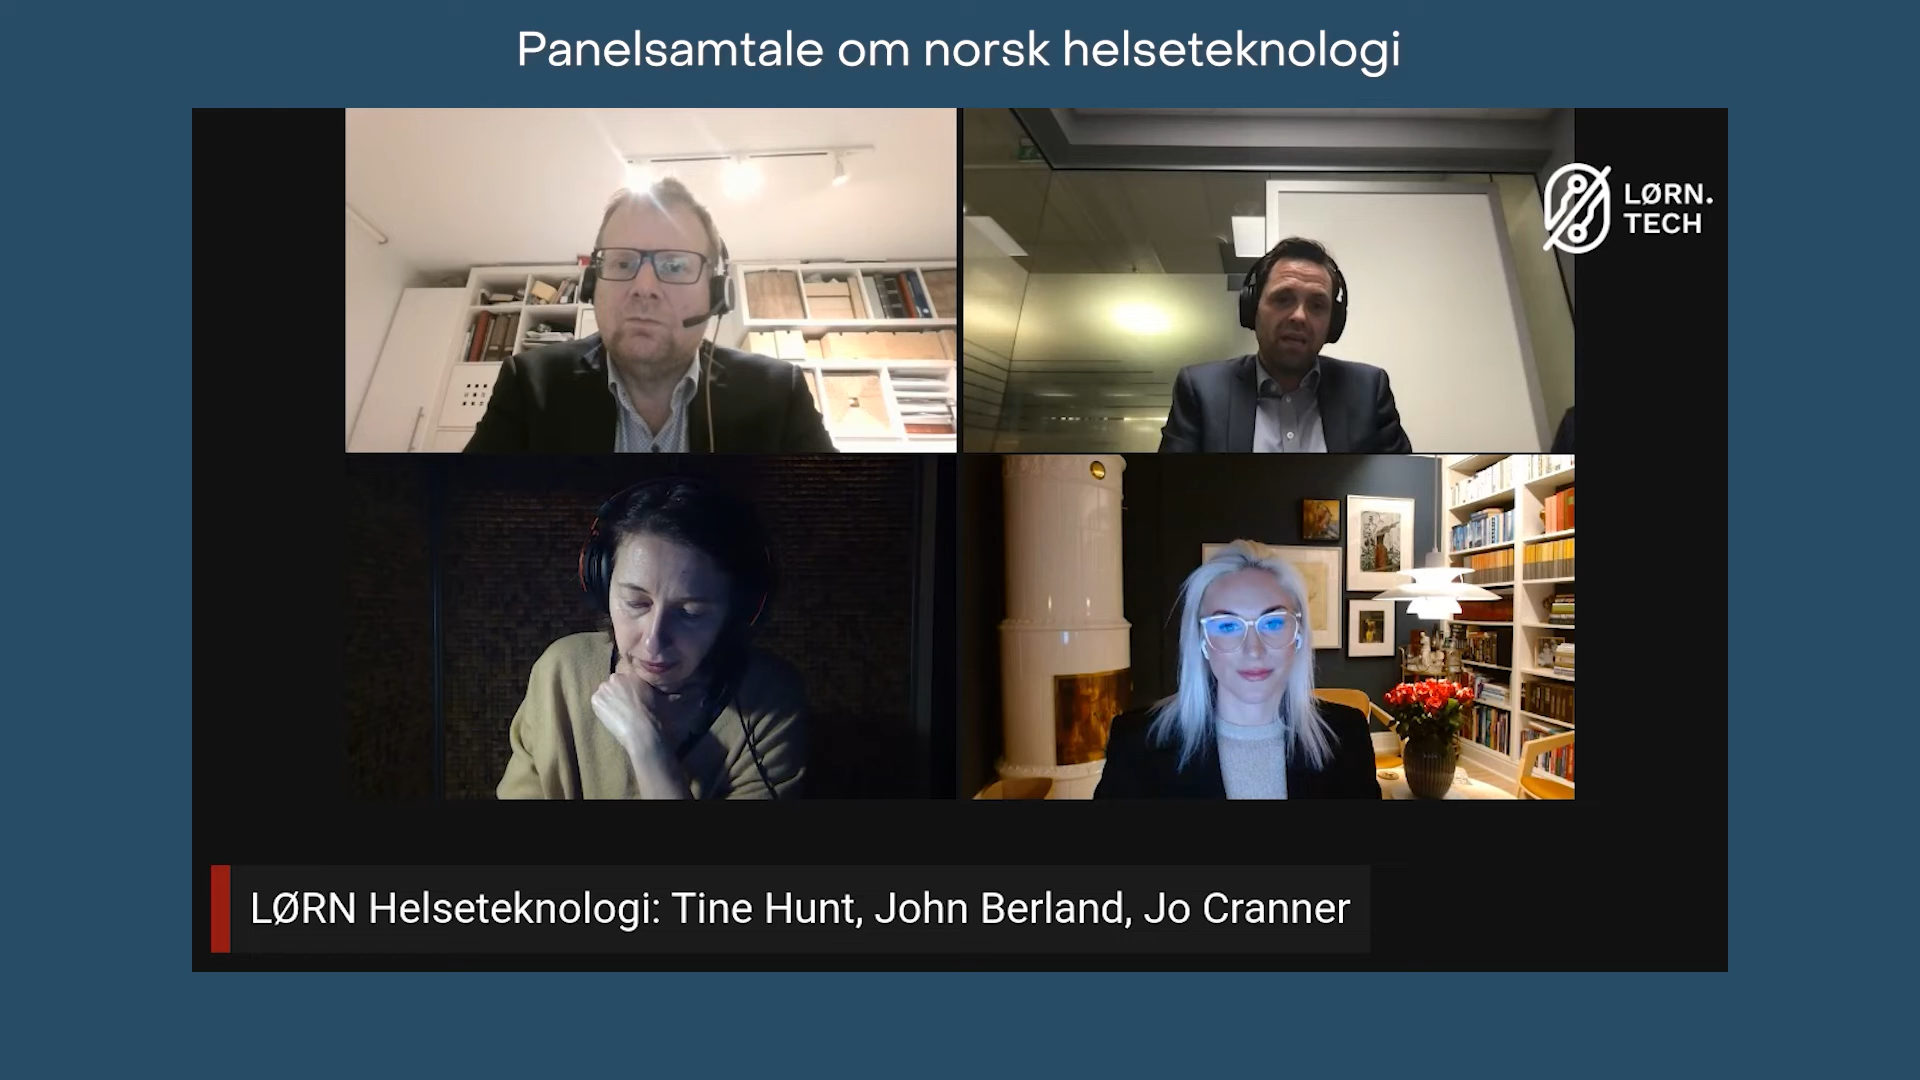 Panelsamtale om norsk helseteknologi
LØRN.
TECH
LØRN Helseteknologi: Tine Hunt, John Berland, Jo Cranner